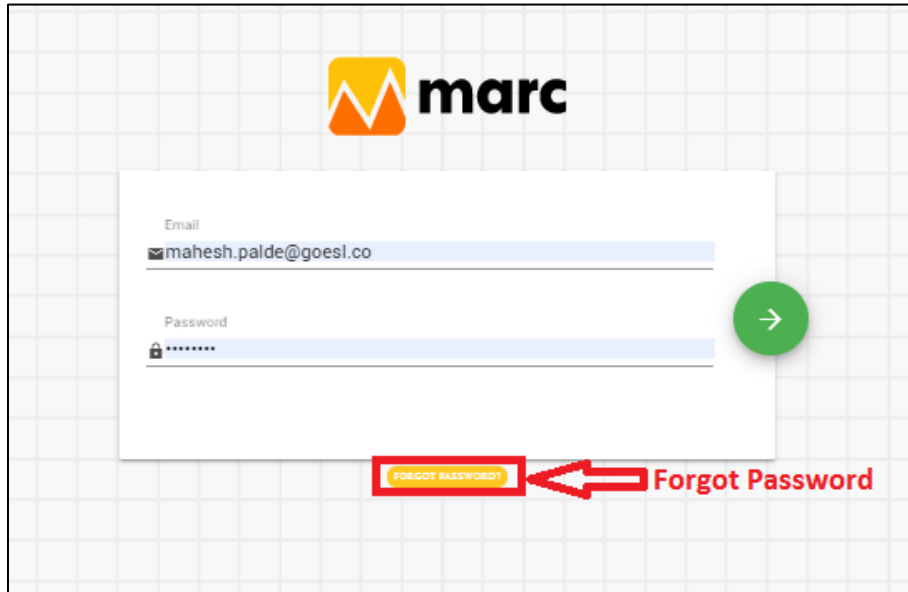 marc
Email
mahesh.palde@goesl.co
Password
••••••••
FORGOT PASSWORD?
Forgot Password